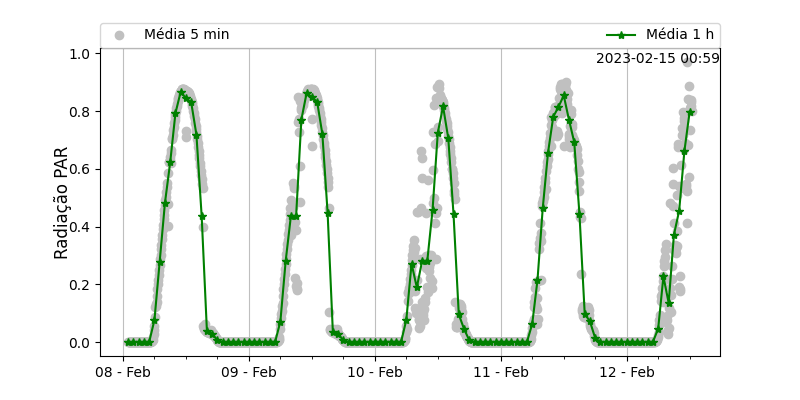 Média 5 min
Média 1 h
2023-02-15 00:59
1.0
0.8
0.6
0.4
0.2
0.0
Radiação PAR
08 - Feb
09 - Feb
10 - Feb
11 - Feb
12 - Feb